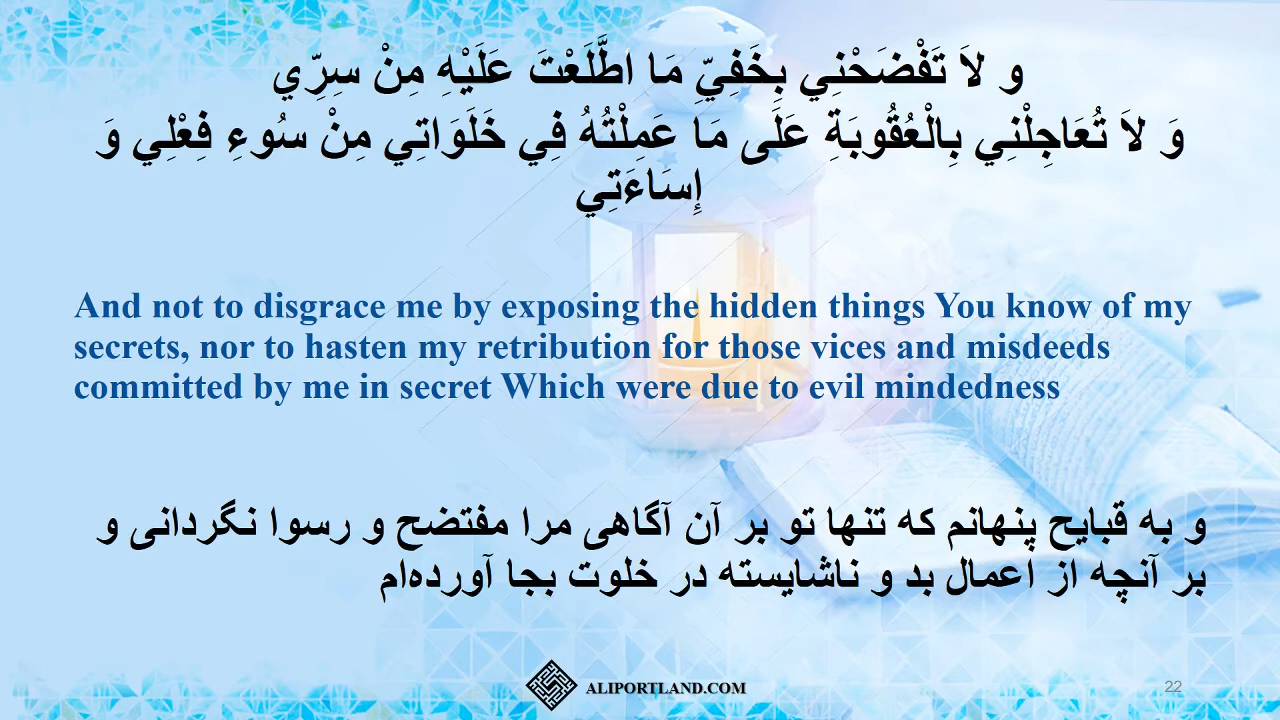 و لاَ تَفْضَحْنِي بِخَفِيِّ مَا اطَّلَعْتَ عَلَيْهِ مِنْ سِرِّي
وَ لاَ تُعَاجِلْنِي بِالْعُقُوبَةِ عَلَى مَا عَمِلْتُهُ فِي خَلَوَاتِي مِنْ سُوءِ فِعْلِي وَ
إِسَاءَتِي
And not to disgrace me by exposing the hidden things You know of my
secrets, nor to hasten my retribution for those vices and misdeeds
committed by me in secret Which were due to evil mindedness
و به قبایح پنهانم که تنها تو بر آن آگاهی مرا مفتضح و رسوا نگردانی و
بر آنچه از اعمال بد و ناشایسته در خلوت بجا آورده‌ام
ALIPORTLAND.COM
22